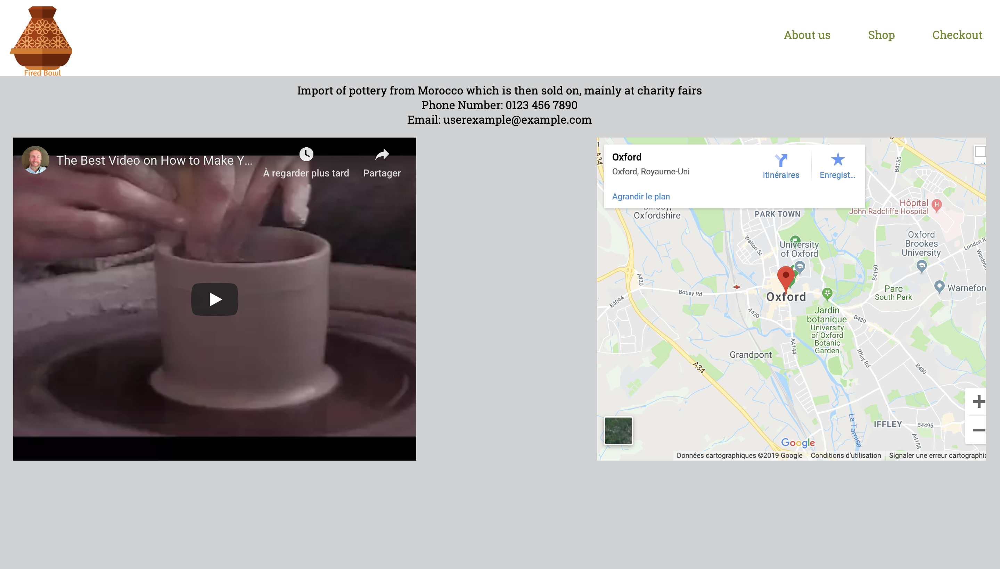 Fired Bowl
About us
Shop
Checkout
Import of pottery from Morocco which is then sold on, mainly at charity fairs
Phone Number: 0123 456 7890
Email: userexample@example.com
The Best Video on How to Make Y...
À regarder plus tard
Partager
Oxford
Oxford, Royaume-Uni
Itinéraires
Enregist...
Agrandir le plan
A34
B4150
Oxfordshire
PARK TOWN
Hôpital
John Radcliffe Hospital
H
Oxford
Brookes
University
London R
Walton St
University
of Oxford
A420
B4150
Botley Rd
Oxford
Parc
South Park
Warneford
B4044
A420
Jardin
botanique
University
of Oxford
Botanic
Garden
B480
A4144
Grandpont
Iffley Rd
A34
B480
La Tamise
IFFLEY
B4495
A4158
Google
Données cartographiques ©2019 Google
Conditions d'utilisation
Signaler une erreur cartographic